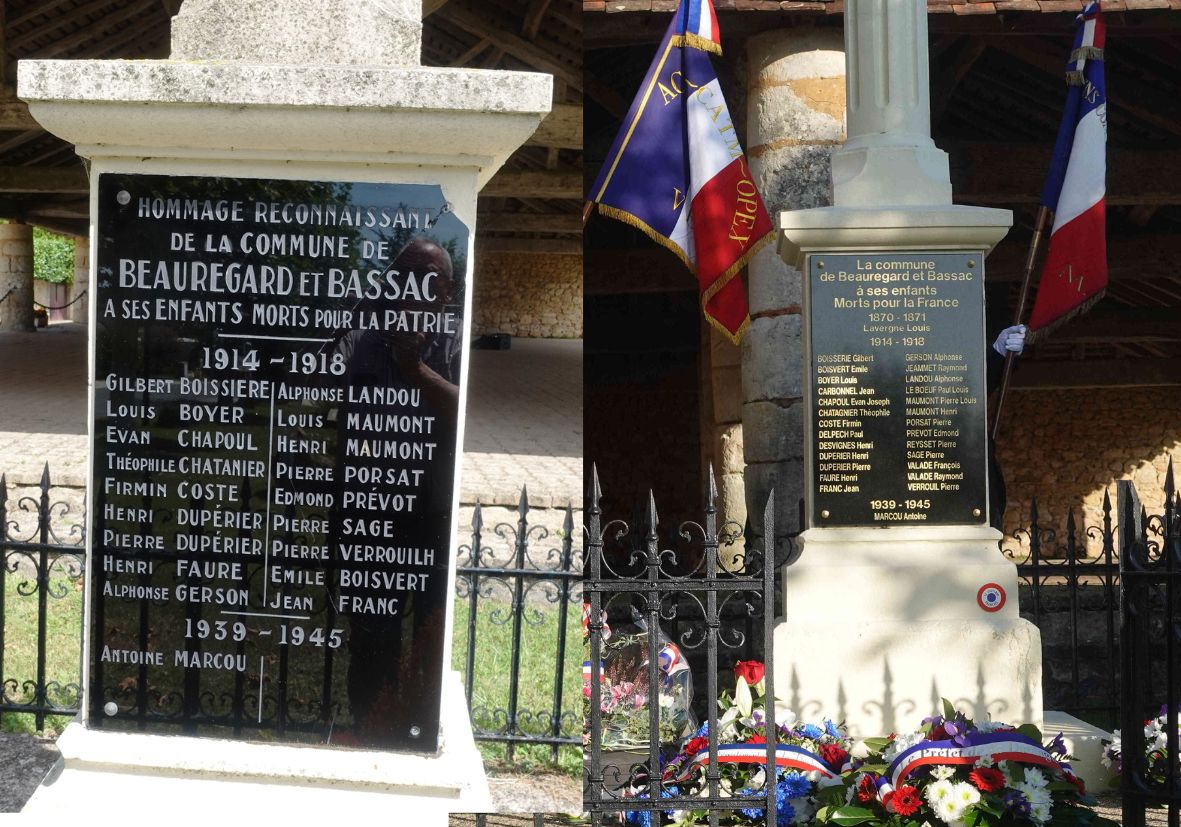 HOMMAGE RECONNAISSANT
DE LA COMMUNE DE
BEAUREGARD ET BASSAC
A SES ENFANTS MORTS POUR LA PATRIE
1914 - 1918
GILBERT BOISSIERE
LOUIS BOYER
EVAN CHAPOUL
THÉOPHILE CHATANIER
FIRMIN COSTE
HENRI DUPÉRIER
PIERRE DUPÉRIER
HENRI FAURE
ALPHONSE GERSON
ALPHONSE LANDOU
LOUIS MAUMONT
HENRI MAUMONT
PIERRE PORSAT
EDMOND PRÉVOT
PIERRE SAGE
PIERRE VERROUILH
EMILE BOISVERT
JEAN FRANC
1939 - 1945
ANTOINE MARCOU
CATM OPEX
La commune
de Beauregard et Bassac
à ses enfants
Morts pour la France
1870 - 1871
Lavergne Louis
1914 - 1918
BOISSERIE Gilbert
BOISVERT Emile
BOYER Louis
CARBONNEL Jean
CHAPOUL Evan Joseph
CHATAGNIER Théophile
COSTE Firmin
DELPECH Paul
DESVIGNES Henri
DUPERIER Henri
DUPERIER Pierre
FAURE Henri
FRANC Jean
GERSON Alphonse
JEAMMET Raymond
LANDOU Alphonse
LE BOEUF Paul Louis
MAUMONT Pierre Louis
MAUMONT Henri
PORSAT Pierre
PREVOT Edmond
REYSSET Pierre
SAGE Pierre
VALADE François
VALADE Raymond
VERROUIL Pierre
1939 - 1945
MARCOU Antoine